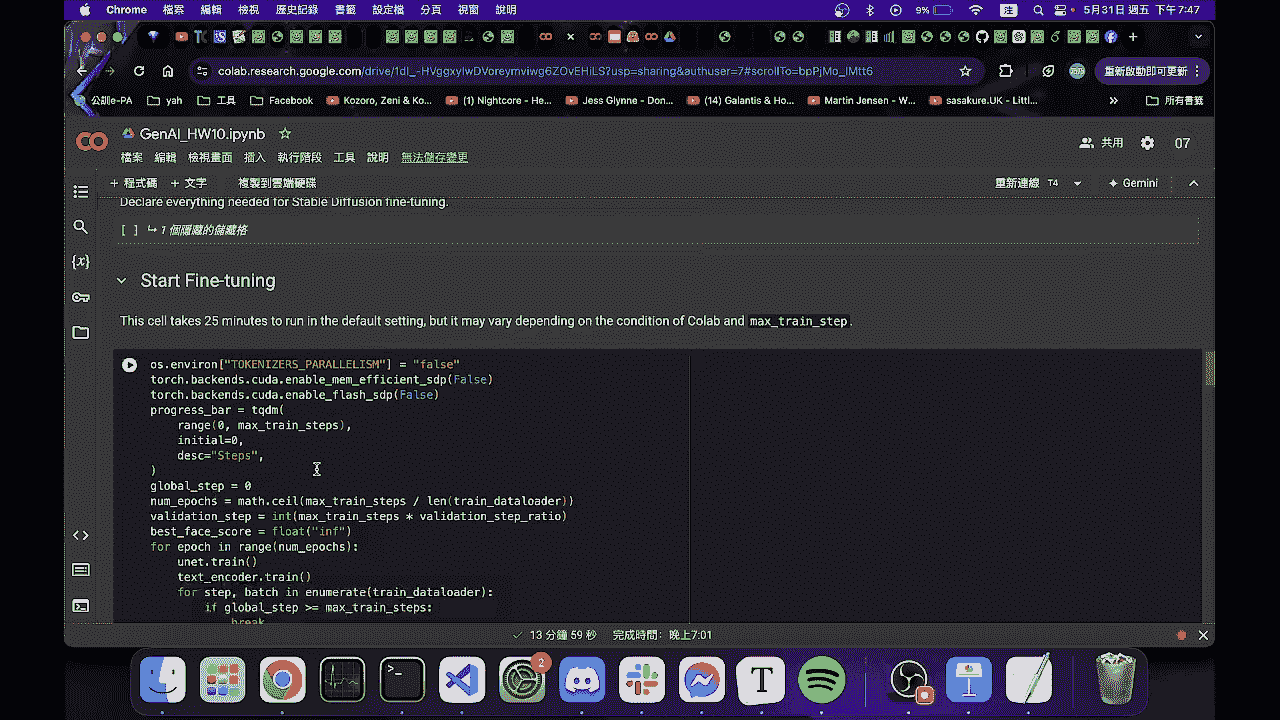 Chrome 檔案 編輯 檢視 歷史記錄 書籤 設定檔 分頁 視窗 說明 9% 注 5月31日 週五 下午7:47
colab.research.google.com/drive/1dl_-HVggxylwDVoreymviwg6ZOvEHiLS?usp=sharing&authuser=7#scrollTo=bpPjMo_IMtt6 重新啟動即可更新
公訓e-PA yah 工具 Facebook Kozoro, Zeni & Ko... (1) Nightcore - He... Jess Glynne - Don... (14) Galantis & Ho... Martin Jensen - W... sasakure.UK - Littl... » 所有書籤
GenAI_HW10.ipynb 共用 07
檔案 編輯 檢視畫面 插入 執行階段 工具 說明 無法儲存變更
+ 程式碼 + 文字 複製到雲端硬碟 重新連線 T4 Gemini
Declare everything needed for Stable Diffusion fine-tuning.
[ ] ↳ 1 個隱藏的儲藏格
Start Fine-tuning
This cell takes 25 minutes to run in the default setting, but it may vary depending on the condition of Colab and max_train_step.
os.environ["TOKENIZERS_PARALLELISM"] = "false"
torch.backends.cuda.enable_mem_efficient_sdp(False)
torch.backends.cuda.enable_flash_sdp(False)
progress_bar = tqdm(
range(0, max_train_steps),
initial=0,
desc="Steps",
)
global_step = 0
num_epochs = math.ceil(max_train_steps / len(train_dataloader))
validation_step = int(max_train_steps * validation_step_ratio)
best_face_score = float("inf")
for epoch in range(num_epochs):
unet.train()
text_encoder.train()
for step, batch in enumerate(train_dataloader):
if global_step >= max_train_steps:
break
✓ 13 分鐘 59 秒 完成時間：晚上7:01
2
T